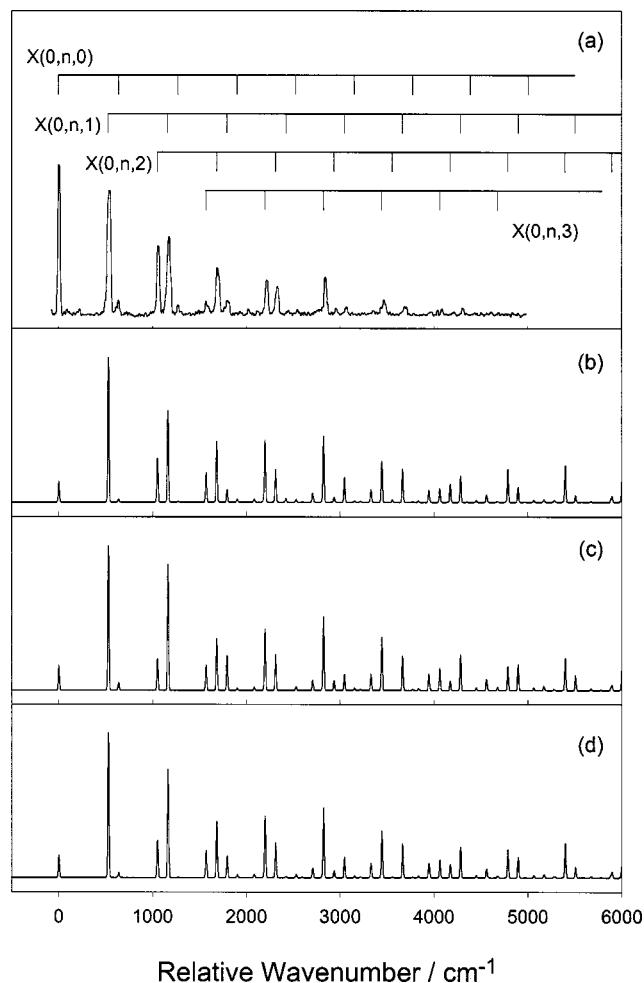 (a)
X(0,n,0)
X(0,n,1)
X(0,n,2)
X(0,n,3)
(b)
(c)
(d)
0 1000 2000 3000 4000 5000 6000
Relative Wavenumber / cm-1